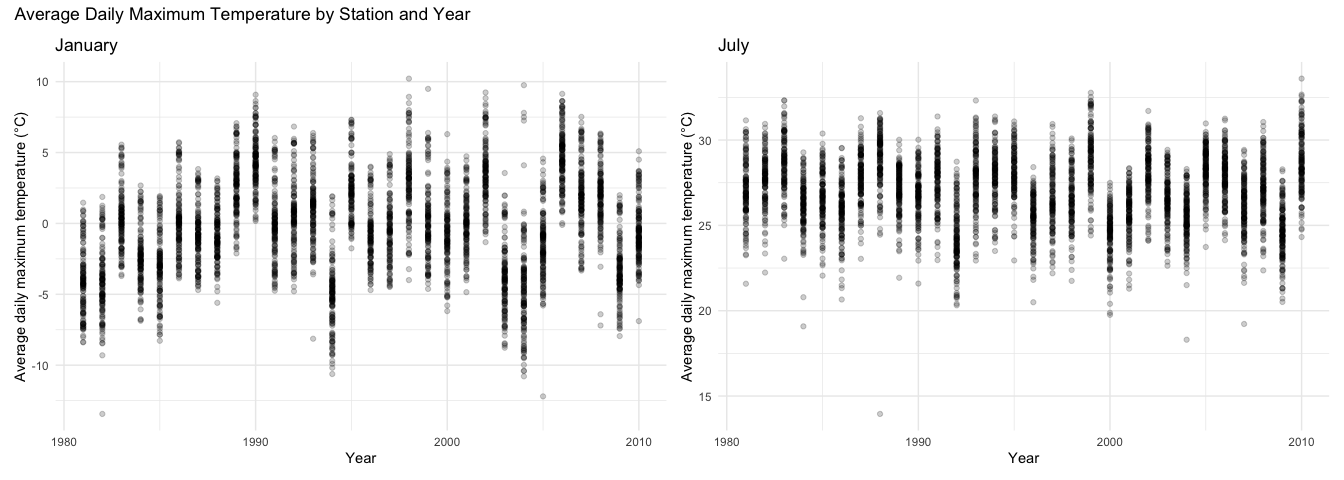 Average Daily Maximum Temperature by Station and Year
January
Average daily maximum temperature (°C)
10
5
0
-5
-10
1980
1990
2000
2010
Year
July
Average daily maximum temperature (°C)
30
25
20
15
1980
1990
2000
2010
Year